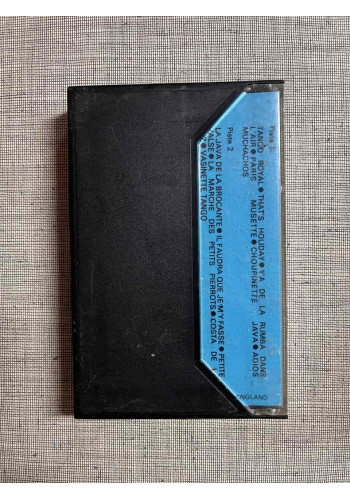 Piste 1
TANGO ROYAL ● THAT'S HOLIDAY ● Y'A DE LA RUMBA DANS
L'AIR ● PARIS MUSETTE ● CHOUPINETTE JAVA ● ADIOS
MUCHACHOS
Piste 2
LA JAVA DE LA BROCANTE ● IL FAUDRA QUE J'MY FASSE ● PETITE
VALSE ● LA MARCHE DES PETITS PIERROTS ● COSTA DE
● VASINETTE TANGO
ENGLAND